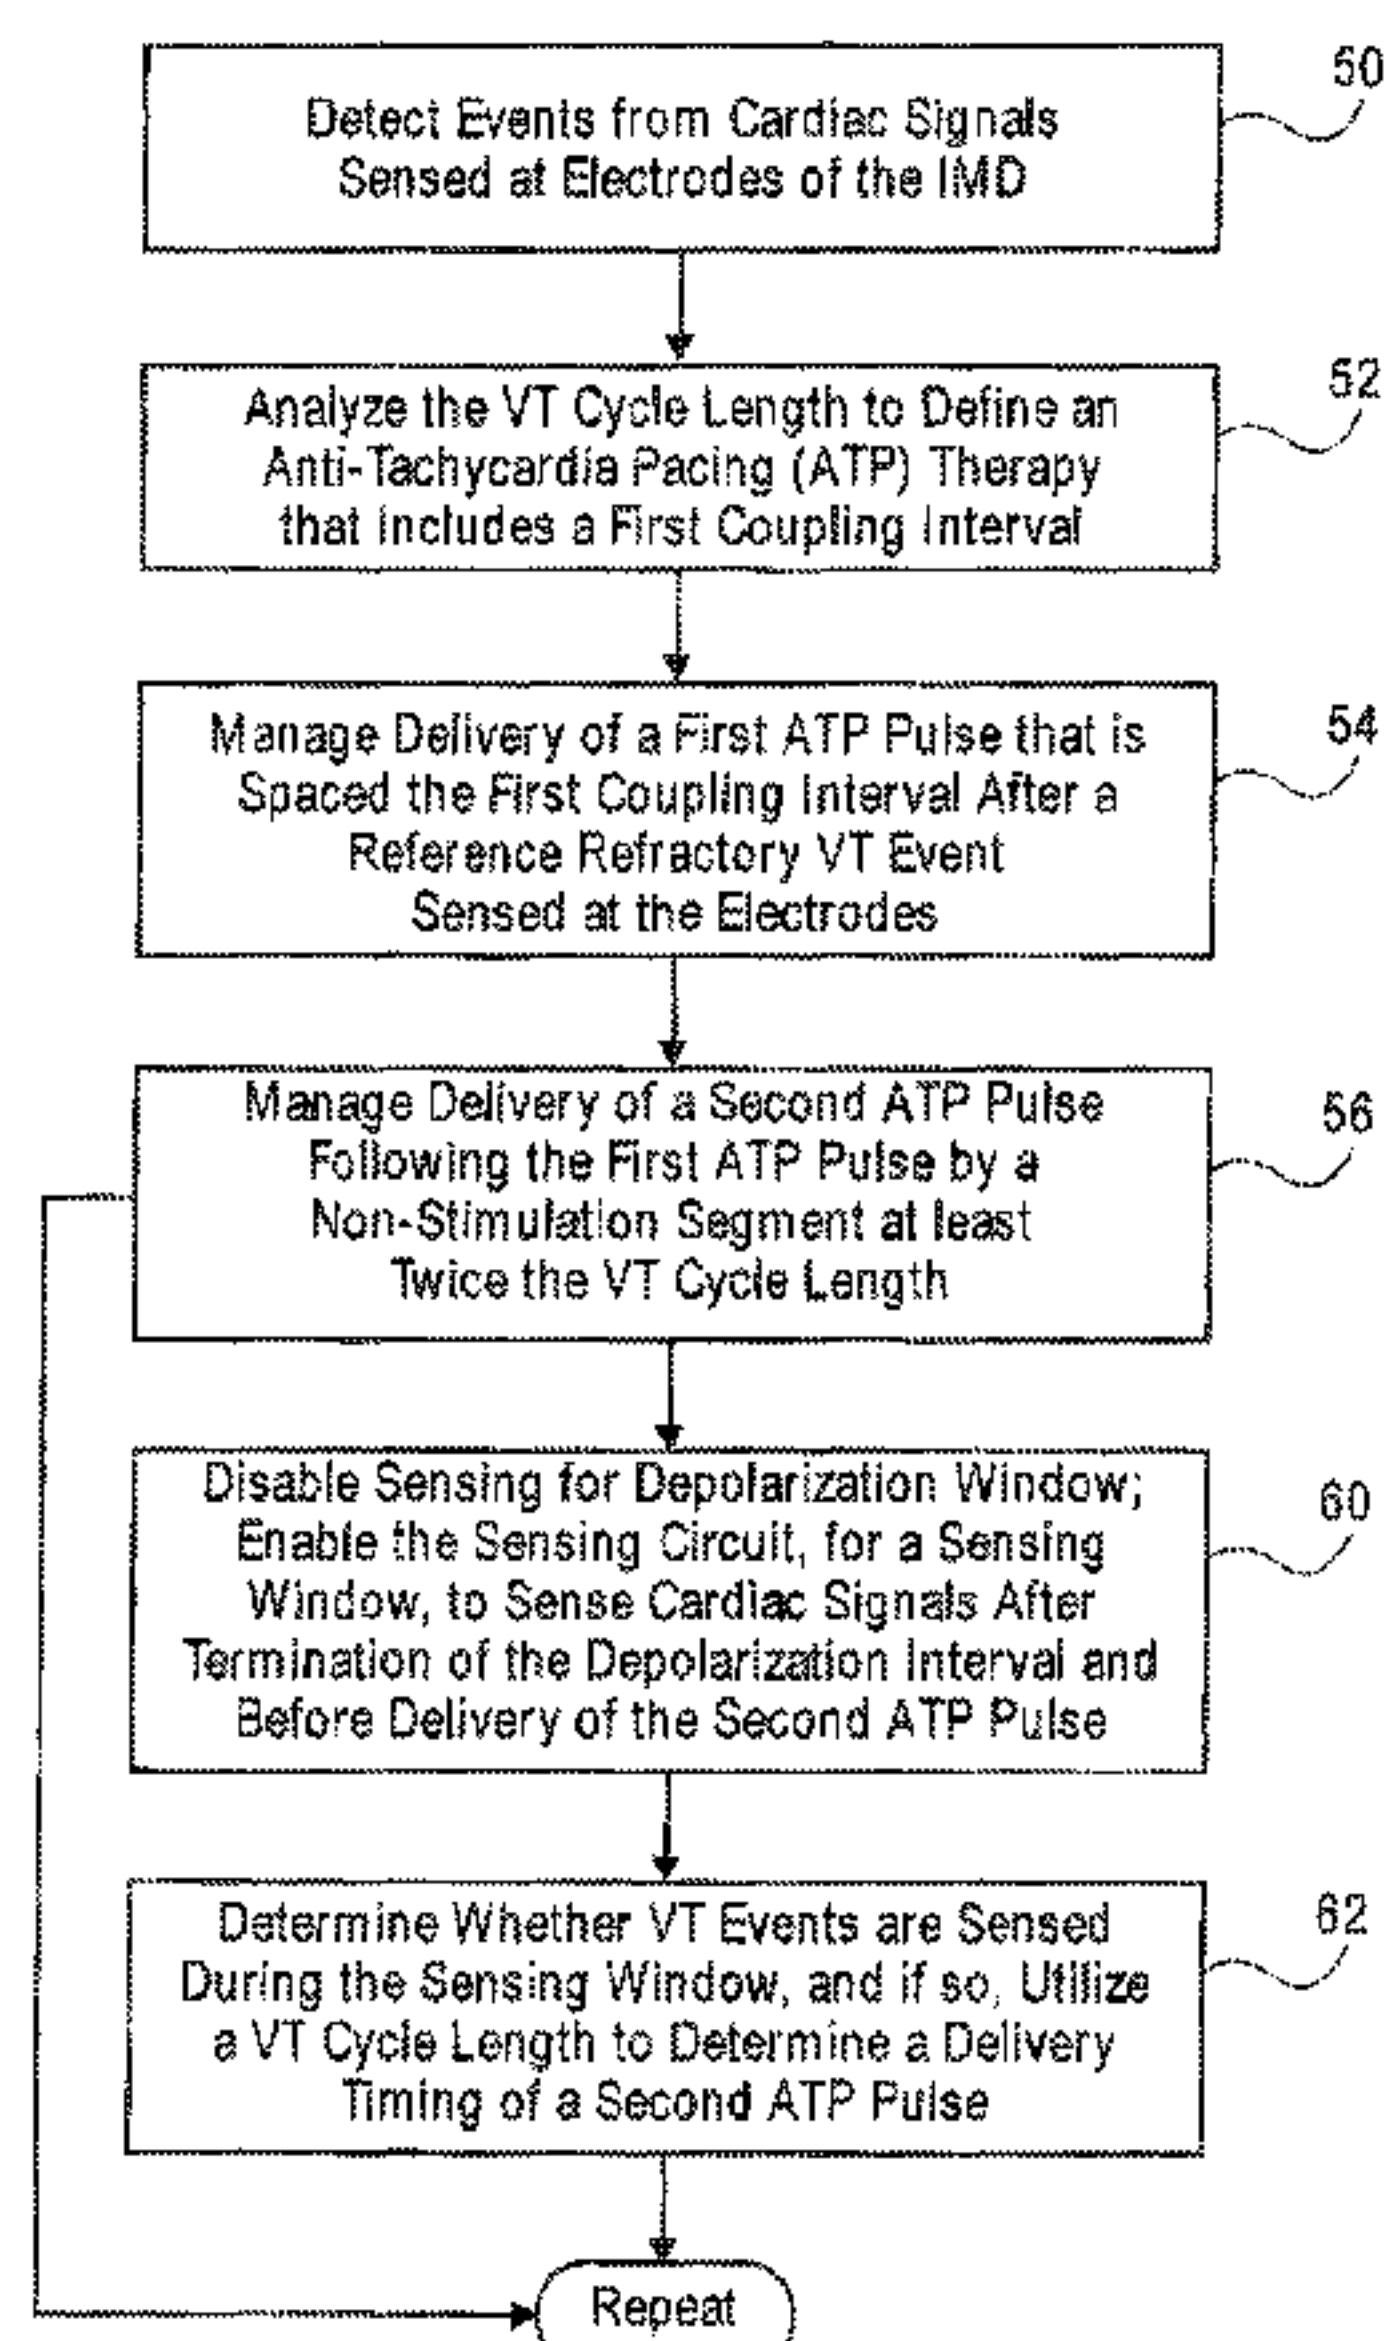 50
Detect Events from Cardiac Signals
Sensed at Electrodes of the IMD
52
Analyze the VT Cycle Length to Define an
Anti-Tachycardia Pacing (ATP) Therapy
that includes a First Coupling Interval
54
Manage Delivery of a First ATP Pulse that is
Spaced the First Coupling Interval After a
Reference Refractory VT Event
Sensed at the Electrodes
56
Manage Delivery of a Second ATP Pulse
Following the First ATP Pulse by a
Non-Stimulation Segment at least
Twice the VT Cycle Length
60
Disable Sensing for Depolarization Window;
Enable the Sensing Circuit, for a Sensing
Window, to Sense Cardiac Signals After
Termination of the Depolarization Interval and
Before Delivery of the Second ATP Pulse
62
Determine Whether VT Events are Sensed
During the Sensing Window, and if so, Utilize
a VT Cycle Length to Determine a Delivery
Timing of a Second ATP Pulse
Repeat